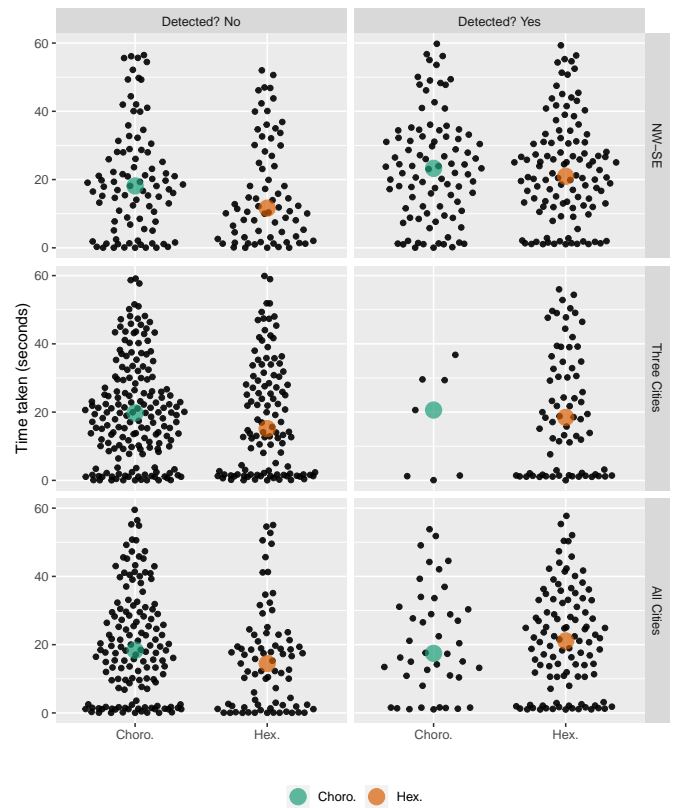 Detected? No Detected? Yes
60
40
20
0
NW−SE
60
40
20
0
Three Cities
60
40
20
0
All Cities
Time taken (seconds)
Choro. Hex. Choro. Hex.
Choro. Hex.